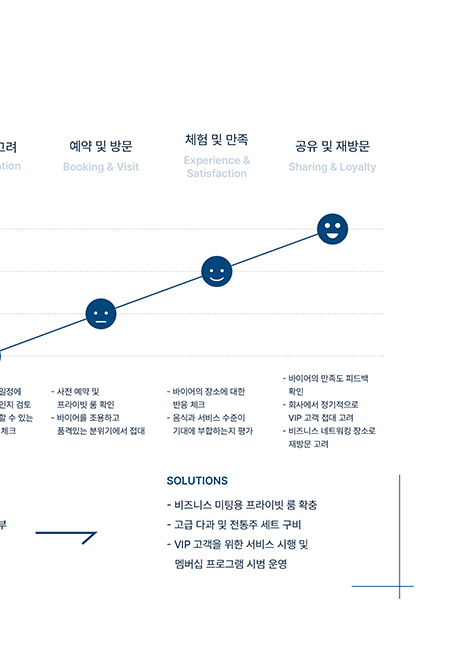 고려
예약 및 방문
체험 및 만족
공유 및 재방문
ation
Booking & Visit
Experience &
Satisfaction
Sharing & Loyalty
일정에
인지 검토
할 수 있는
체크
- 사전 예약 및
프라이빗 룸 확인
- 바이어를 조용하고
품격있는 분위기에서 접대
- 바이어의 장소에 대한
반응 체크
- 음식과 서비스 수준이
기대에 부합하는지 평가
- 바이어의 만족도 피드백
확인
- 회사에서 정기적으로
VIP 고객 접대 고려
- 비즈니스 네트워킹 장소로
재방문 고려
부
SOLUTIONS
- 비즈니스 미팅용 프라이빗 룸 확충
- 고급 다과 및 전통주 세트 구비
- VIP 고객을 위한 서비스 시행 및
멤버십 프로그램 시범 운영